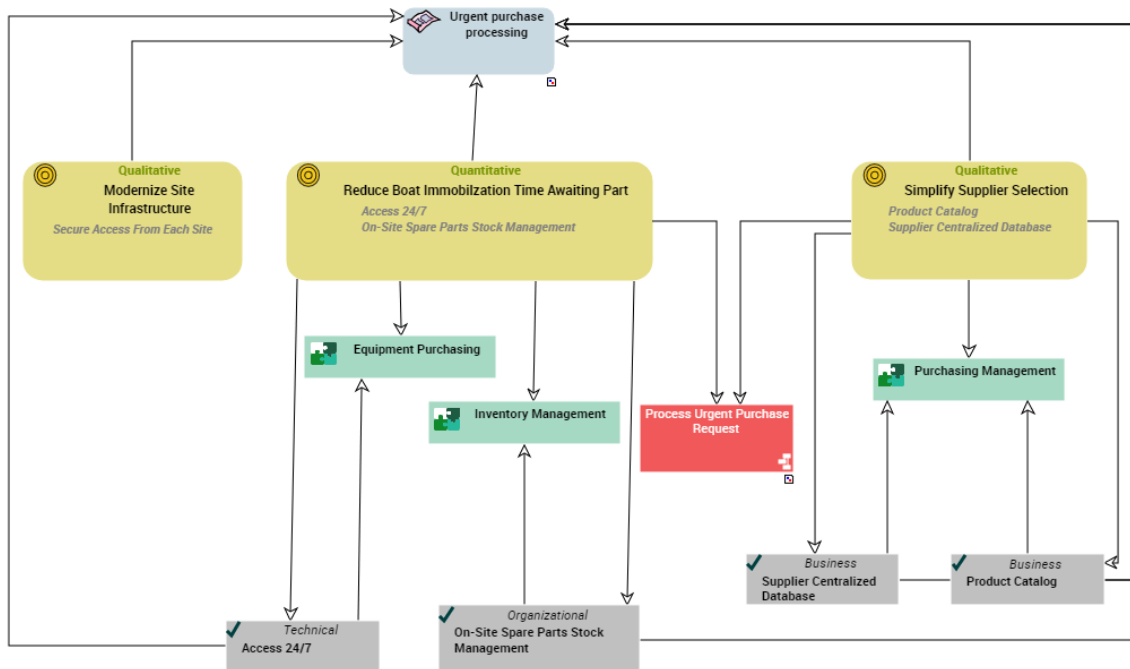 Urgent purchase
processing
Qualitative
Modernize Site
Infrastructure
Secure Access From Each Site
Quantitative
Reduce Boat Immobilzation Time Awaiting Part
Access 24/7
On-Site Spare Parts Stock Management
Qualitative
Simplify Supplier Selection
Product Catalog
Supplier Centralized Database
Equipment Purchasing
Purchasing Management
Inventory Management
Process Urgent Purchase
Request
Business
Supplier Centralized
Database
Business
Product Catalog
Technical
Access 24/7
Organizational
On-Site Spare Parts Stock
Management